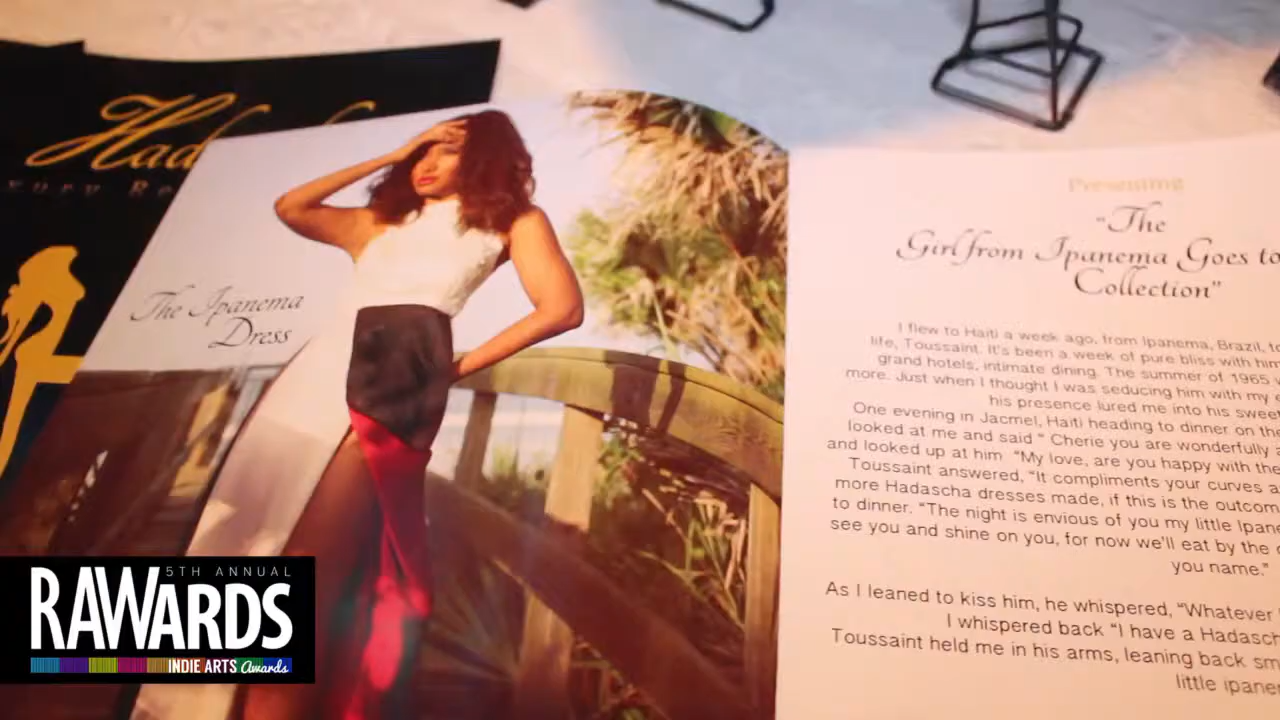 Had
The Ipanema
Dress
Presenting
"The
Girl from Ipanema Goes to
Collection"
I flew to Haiti a week ago, from Ipanema, Brazil, to
life, Toussaint. It's been a week of pure bliss with him
grand hotels, intimate dining. The summer of 1965
more. Just when I thought I was seducing him with my
his presence lured me into his swee
One evening in Jacmel, Haiti heading to dinner on the
looked at me and said " Cherie you are wonderfully a
and looked up at him "My love, are you happy with the
Toussaint answered, "It compliments your curves a
more Hadascha dresses made, if this is the outcom
to dinner. "The night is envious of you my little Ipan
see you and shine on you, for now we'll eat by the
you name."
As I leaned to kiss him, he whispered, "Whatever
I whispered back "I have a Hadasch
Toussaint held me in his arms, leaning back sm
little ipane
5TH ANNUAL
RAWARDS
INDIE ARTS Awards